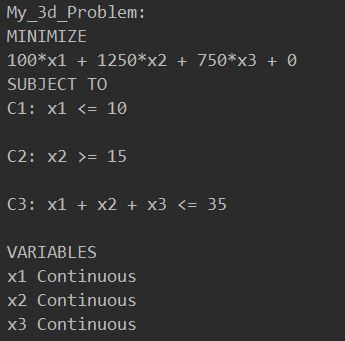 My_3d_Problem:
MINIMIZE
100*x1 + 1250*x2 + 750*x3 + 0
SUBJECT TO
C1: x1 <= 10
C2: x2 >= 15
C3: x1 + x2 + x3 <= 35
VARIABLES
x1 Continuous
x2 Continuous
x3 Continuous